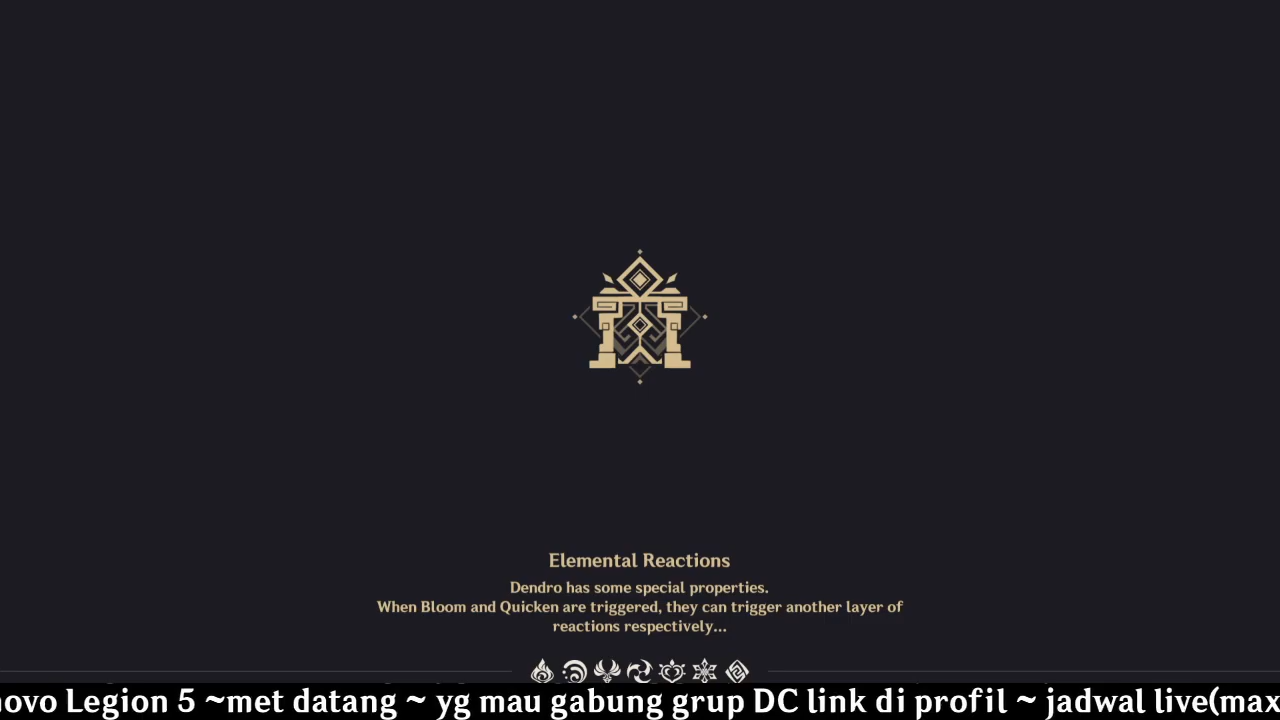 Elemental Reactions
Dendro has some special properties.
When Bloom and Quicken are triggered, they can trigger another layer of
reactions respectively...
Legion 5 ~met datang ~ yg mau gabung grup DC link di profil ~ jadwal live(max